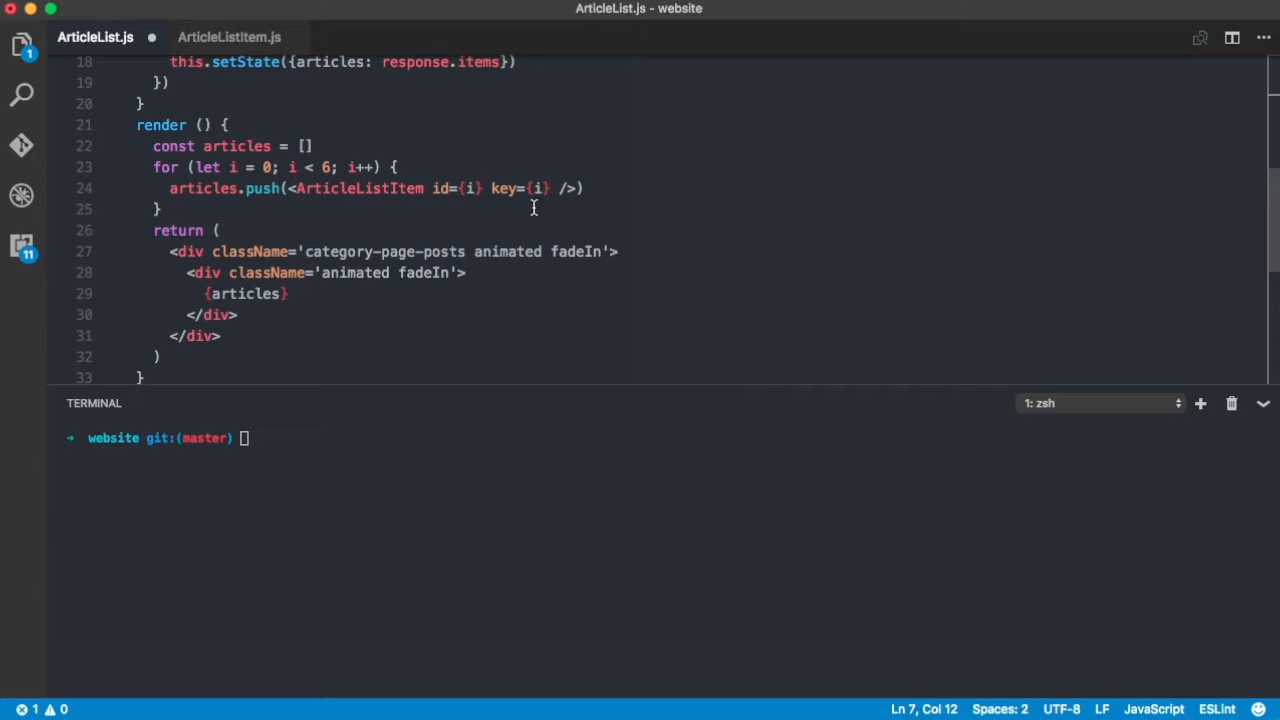 ArticleList.js - website
ArticleList.js ArticleListItem.js
1
18 this.setState({articles: response.items})
19 })
20 }
21 render () {
22 const articles = []
23 for (let i = 0; i < 6; i++) {
24 articles.push(<ArticleListItem id={i} key={i} />)
25 }
26 return (
27 <div className='category-page-posts animated fadeIn'>
28 <div className='animated fadeIn'>
29 {articles}
30 </div>
31 </div>
32 )
33 }
11
TERMINAL 1: zsh
→ website git:(master)
1 0 Ln 7, Col 12 Spaces: 2 UTF-8 LF JavaScript ESLint